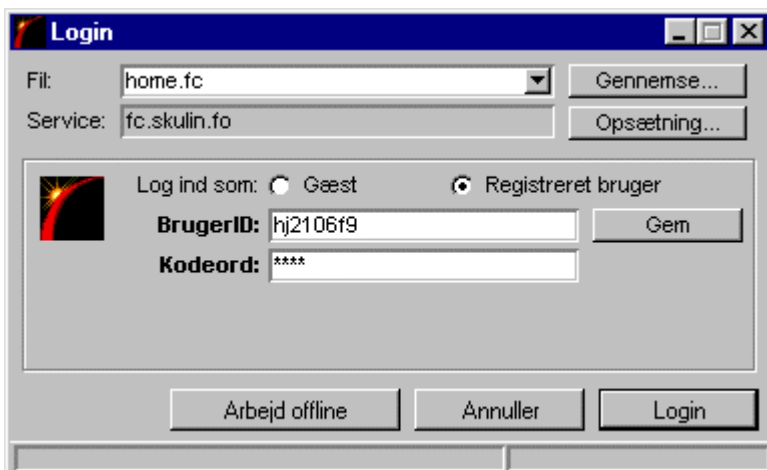 Login
Fil: home.fc Gennemse...
Service: fc.skulin.fo Opsætning...
Log ind som: Gæst Registreret bruger
BrugerID: hj2106f9 Gem
Kodeord: ****
Arbejd offline Annuller Login